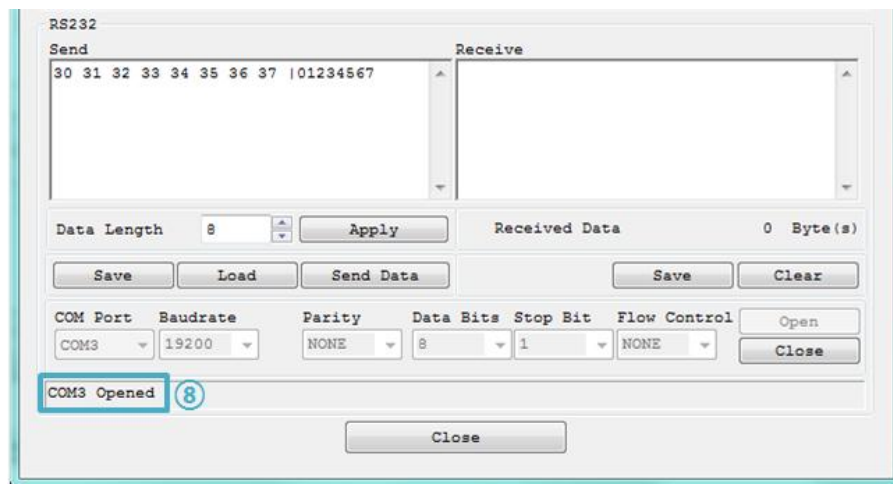 RS232
Send Receive
30 31 32 33 34 35 36 37 |01234567
Data Length 8 Apply Received Data 0 Byte(s)
Save Load Send Data Save Clear
COM Port Baudrate Parity Data Bits Stop Bit Flow Control Open
COM3 19200 NONE 8 1 NONE Close
COM3 Opened ⑧
Close